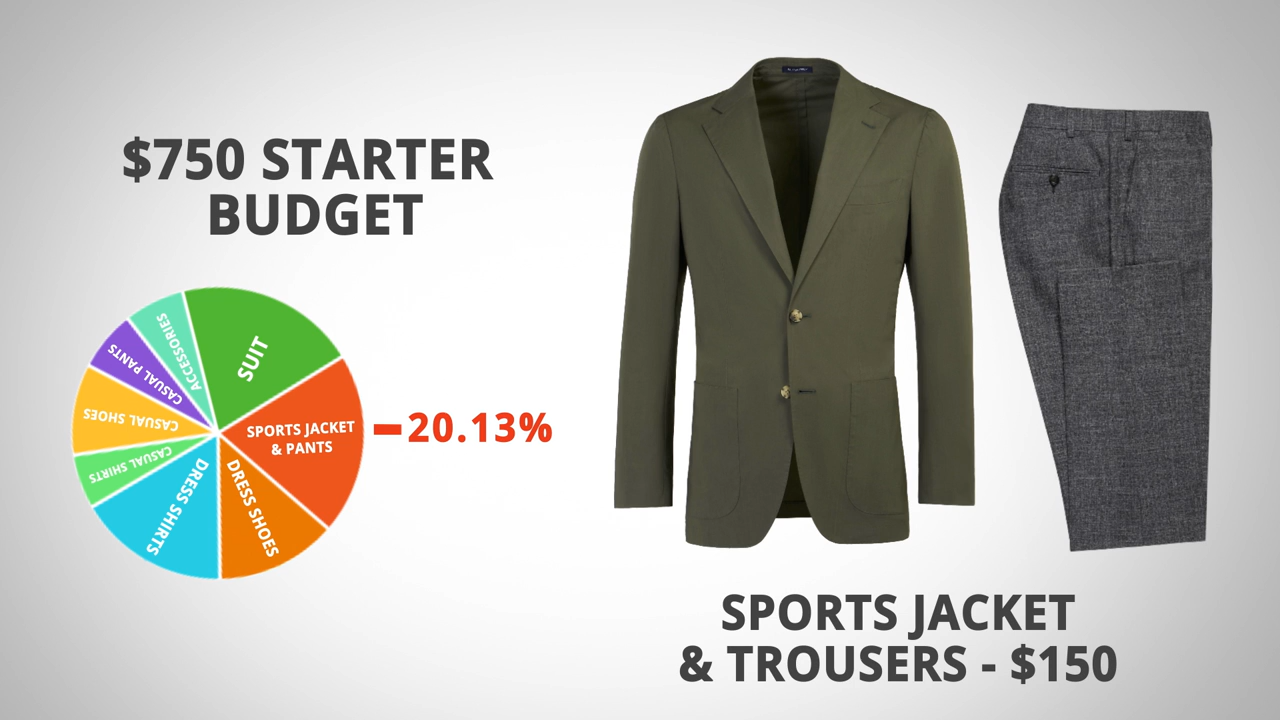 $750 STARTER
BUDGET
SUIT
SPORTS JACKET
& PANTS
20.13%
DRESS SHOES
DRESS SHIRTS
CASUAL SHIRTS
CASUAL SHOES
CASUAL PANTS
ACCESSORIES
SPORTS JACKET
& TROUSERS - $150